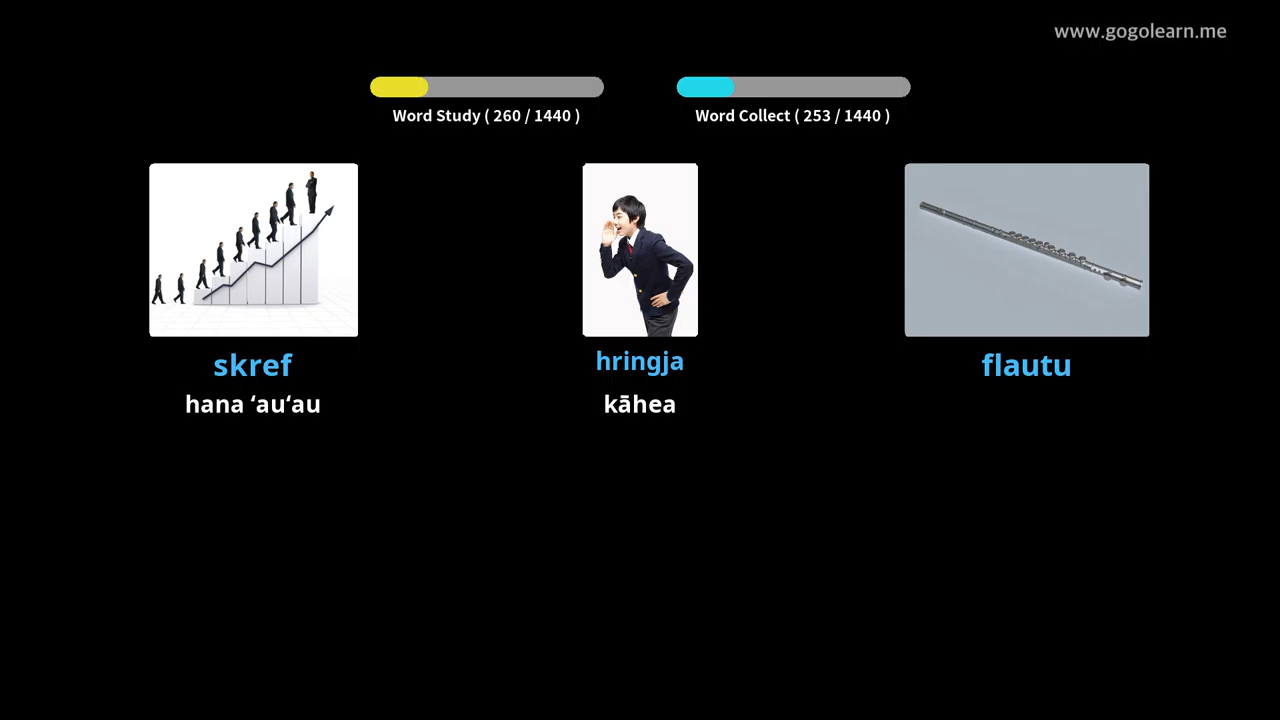 www.gogolearn.me
Word Study ( 260 / 1440 )
Word Collect ( 253 / 1440 )
skref
hana ʻauʻau
hringja
kāhea
flautu